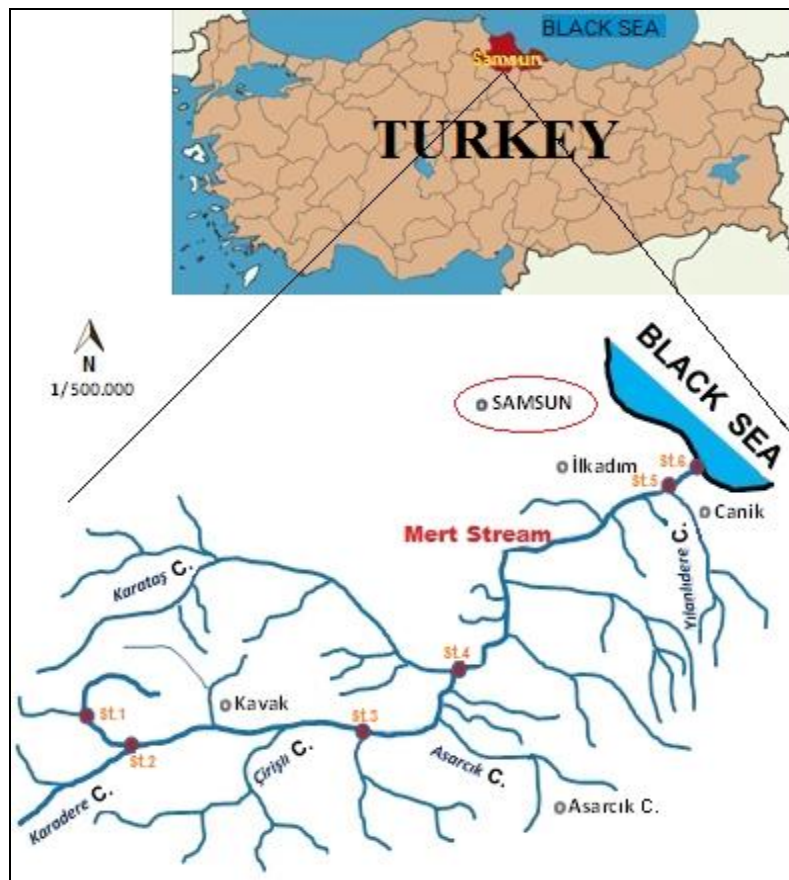 BLACK SEA
Samsun
TURKEY
N
1/500.000
BLACK SEA
SAMSUN
İlkadım
St.6
St.5
Canik
Mert Stream
Yılanlıdere C.
Karataş C.
St.4
Kavak
St.1
St.3
St.2
Çirişli C.
Asarcık C.
Karadere C.
Asarcık C.